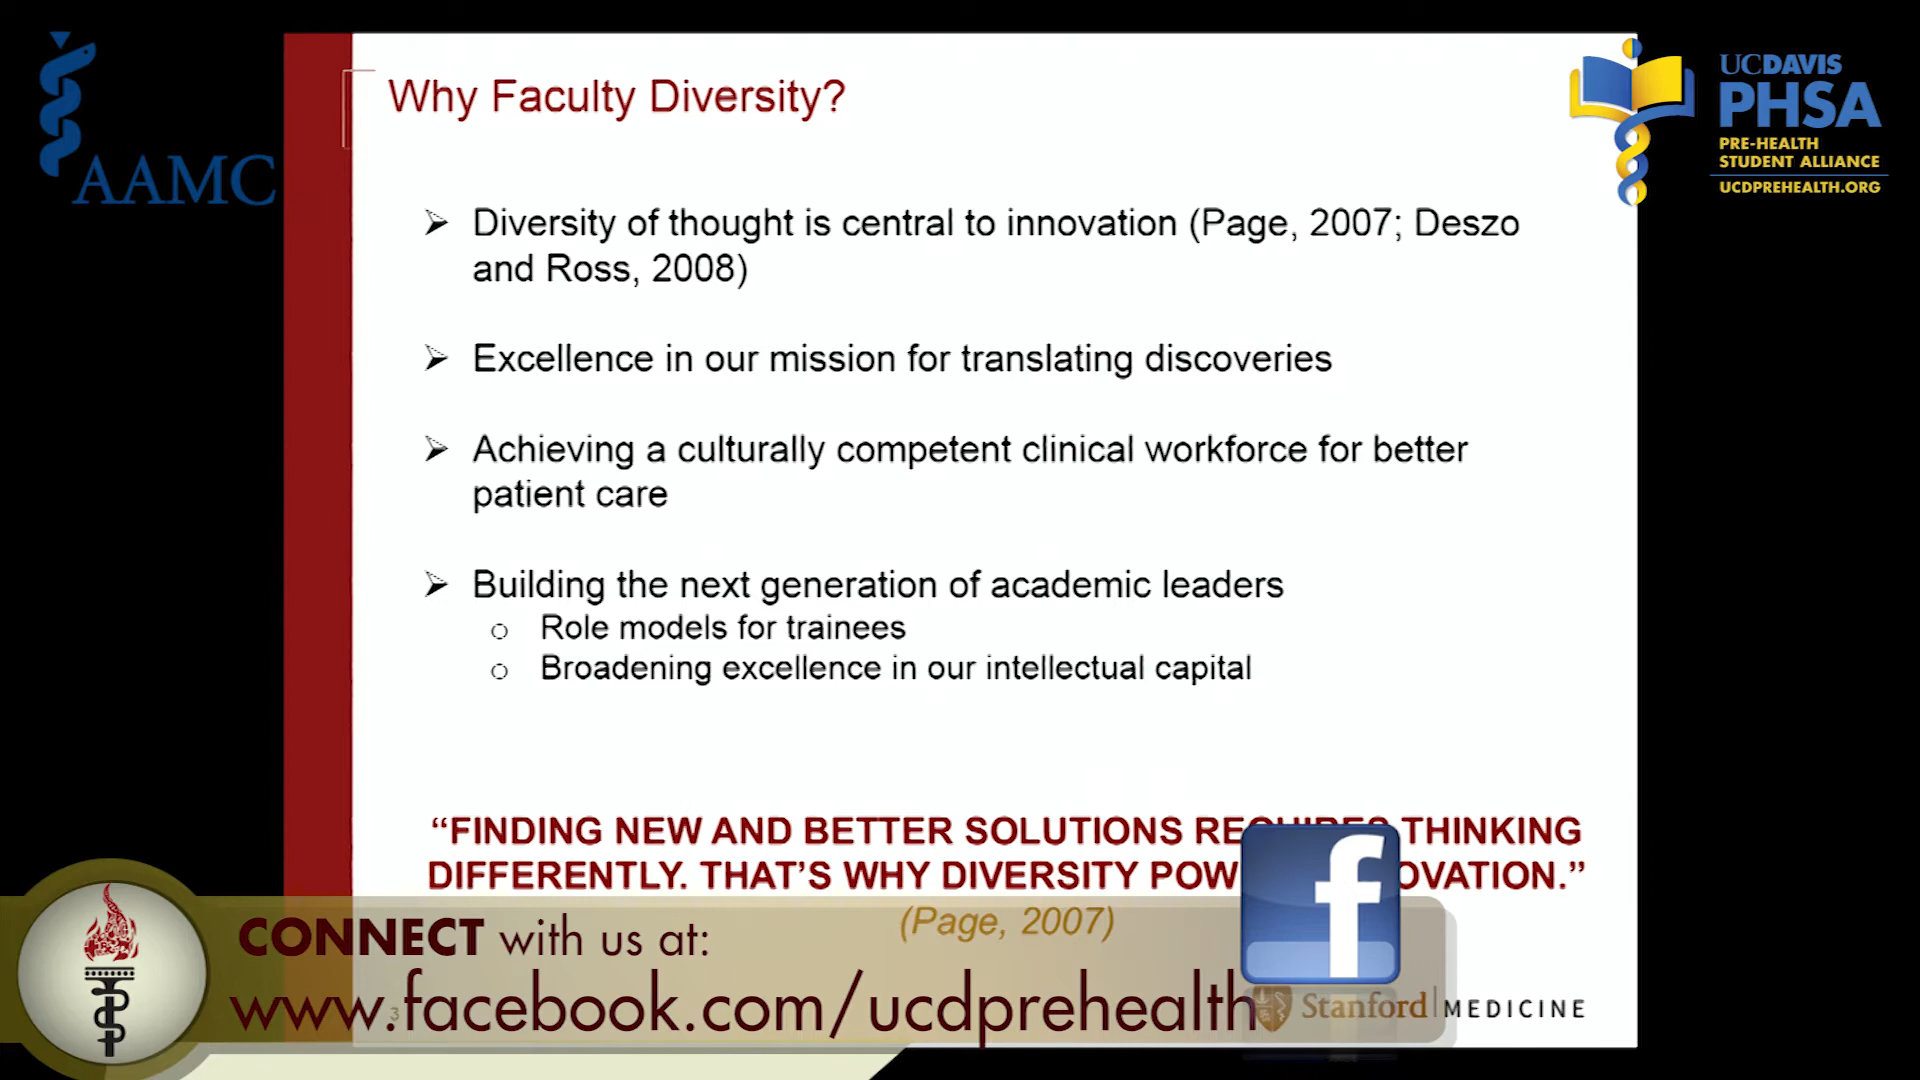 AAMC
UCDAVIS
PHSA
PRE-HEALTH
STUDENT ALLIANCE
UCDPREHEALTH.ORG
Why Faculty Diversity?
Diversity of thought is central to innovation (Page, 2007; Deszo
and Ross, 2008)
Excellence in our mission for translating discoveries
Achieving a culturally competent clinical workforce for better
patient care
Building the next generation of academic leaders
Role models for trainees
Broadening excellence in our intellectual capital
“FINDING NEW AND BETTER SOLUTIONS REQUIRES THINKING
DIFFERENTLY. THAT’S WHY DIVERSITY POW OVATION.”
(Page, 2007)
CONNECT with us at:
www.facebook.com/ucdprehealth
f
3
Stanford MEDICINE